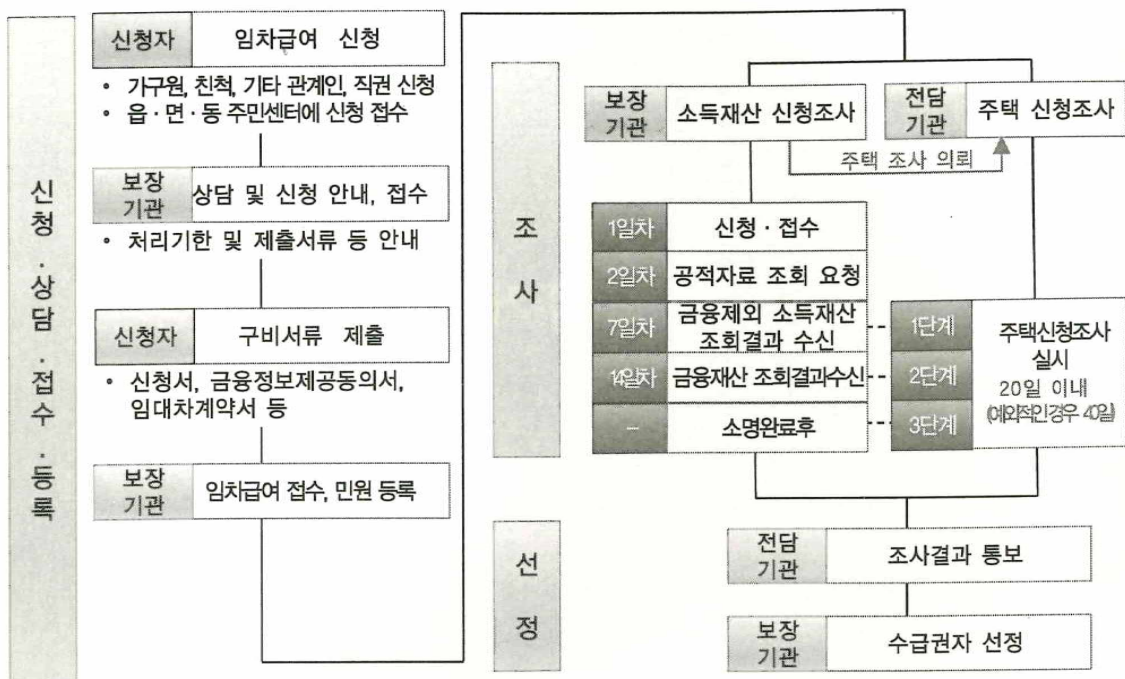 신청·상담·접수·등록
신청자 임차급여 신청
• 가구원, 친척, 기타 관계인, 직권 신청
• 읍·면·동 주민센터에 신청 접수
보장
기관
상담 및 신청 안내, 접수
• 처리기한 및 제출서류 등 안내
신청자 구비서류 제출
• 신청서, 금융정보제공동의서,
임대차계약서 등
보장
기관
임차급여 접수, 민원 등록
조사
보장
기관
소득재산 신청조사
전담
기관
주택 신청조사
주택 조사 의뢰
1일차 신청·접수
2일차 공적자료 조회 요청
7일차 금융제외 소득재산
조회결과 수신
14일차 금융재산 조회결과수신
– 소명완료후
1단계
2단계
3단계
주택신청조사
실시
20일 이내
(예외적인경우 40일)
선정
전담
기관
조사결과 통보
보장
기관
수급권자 선정